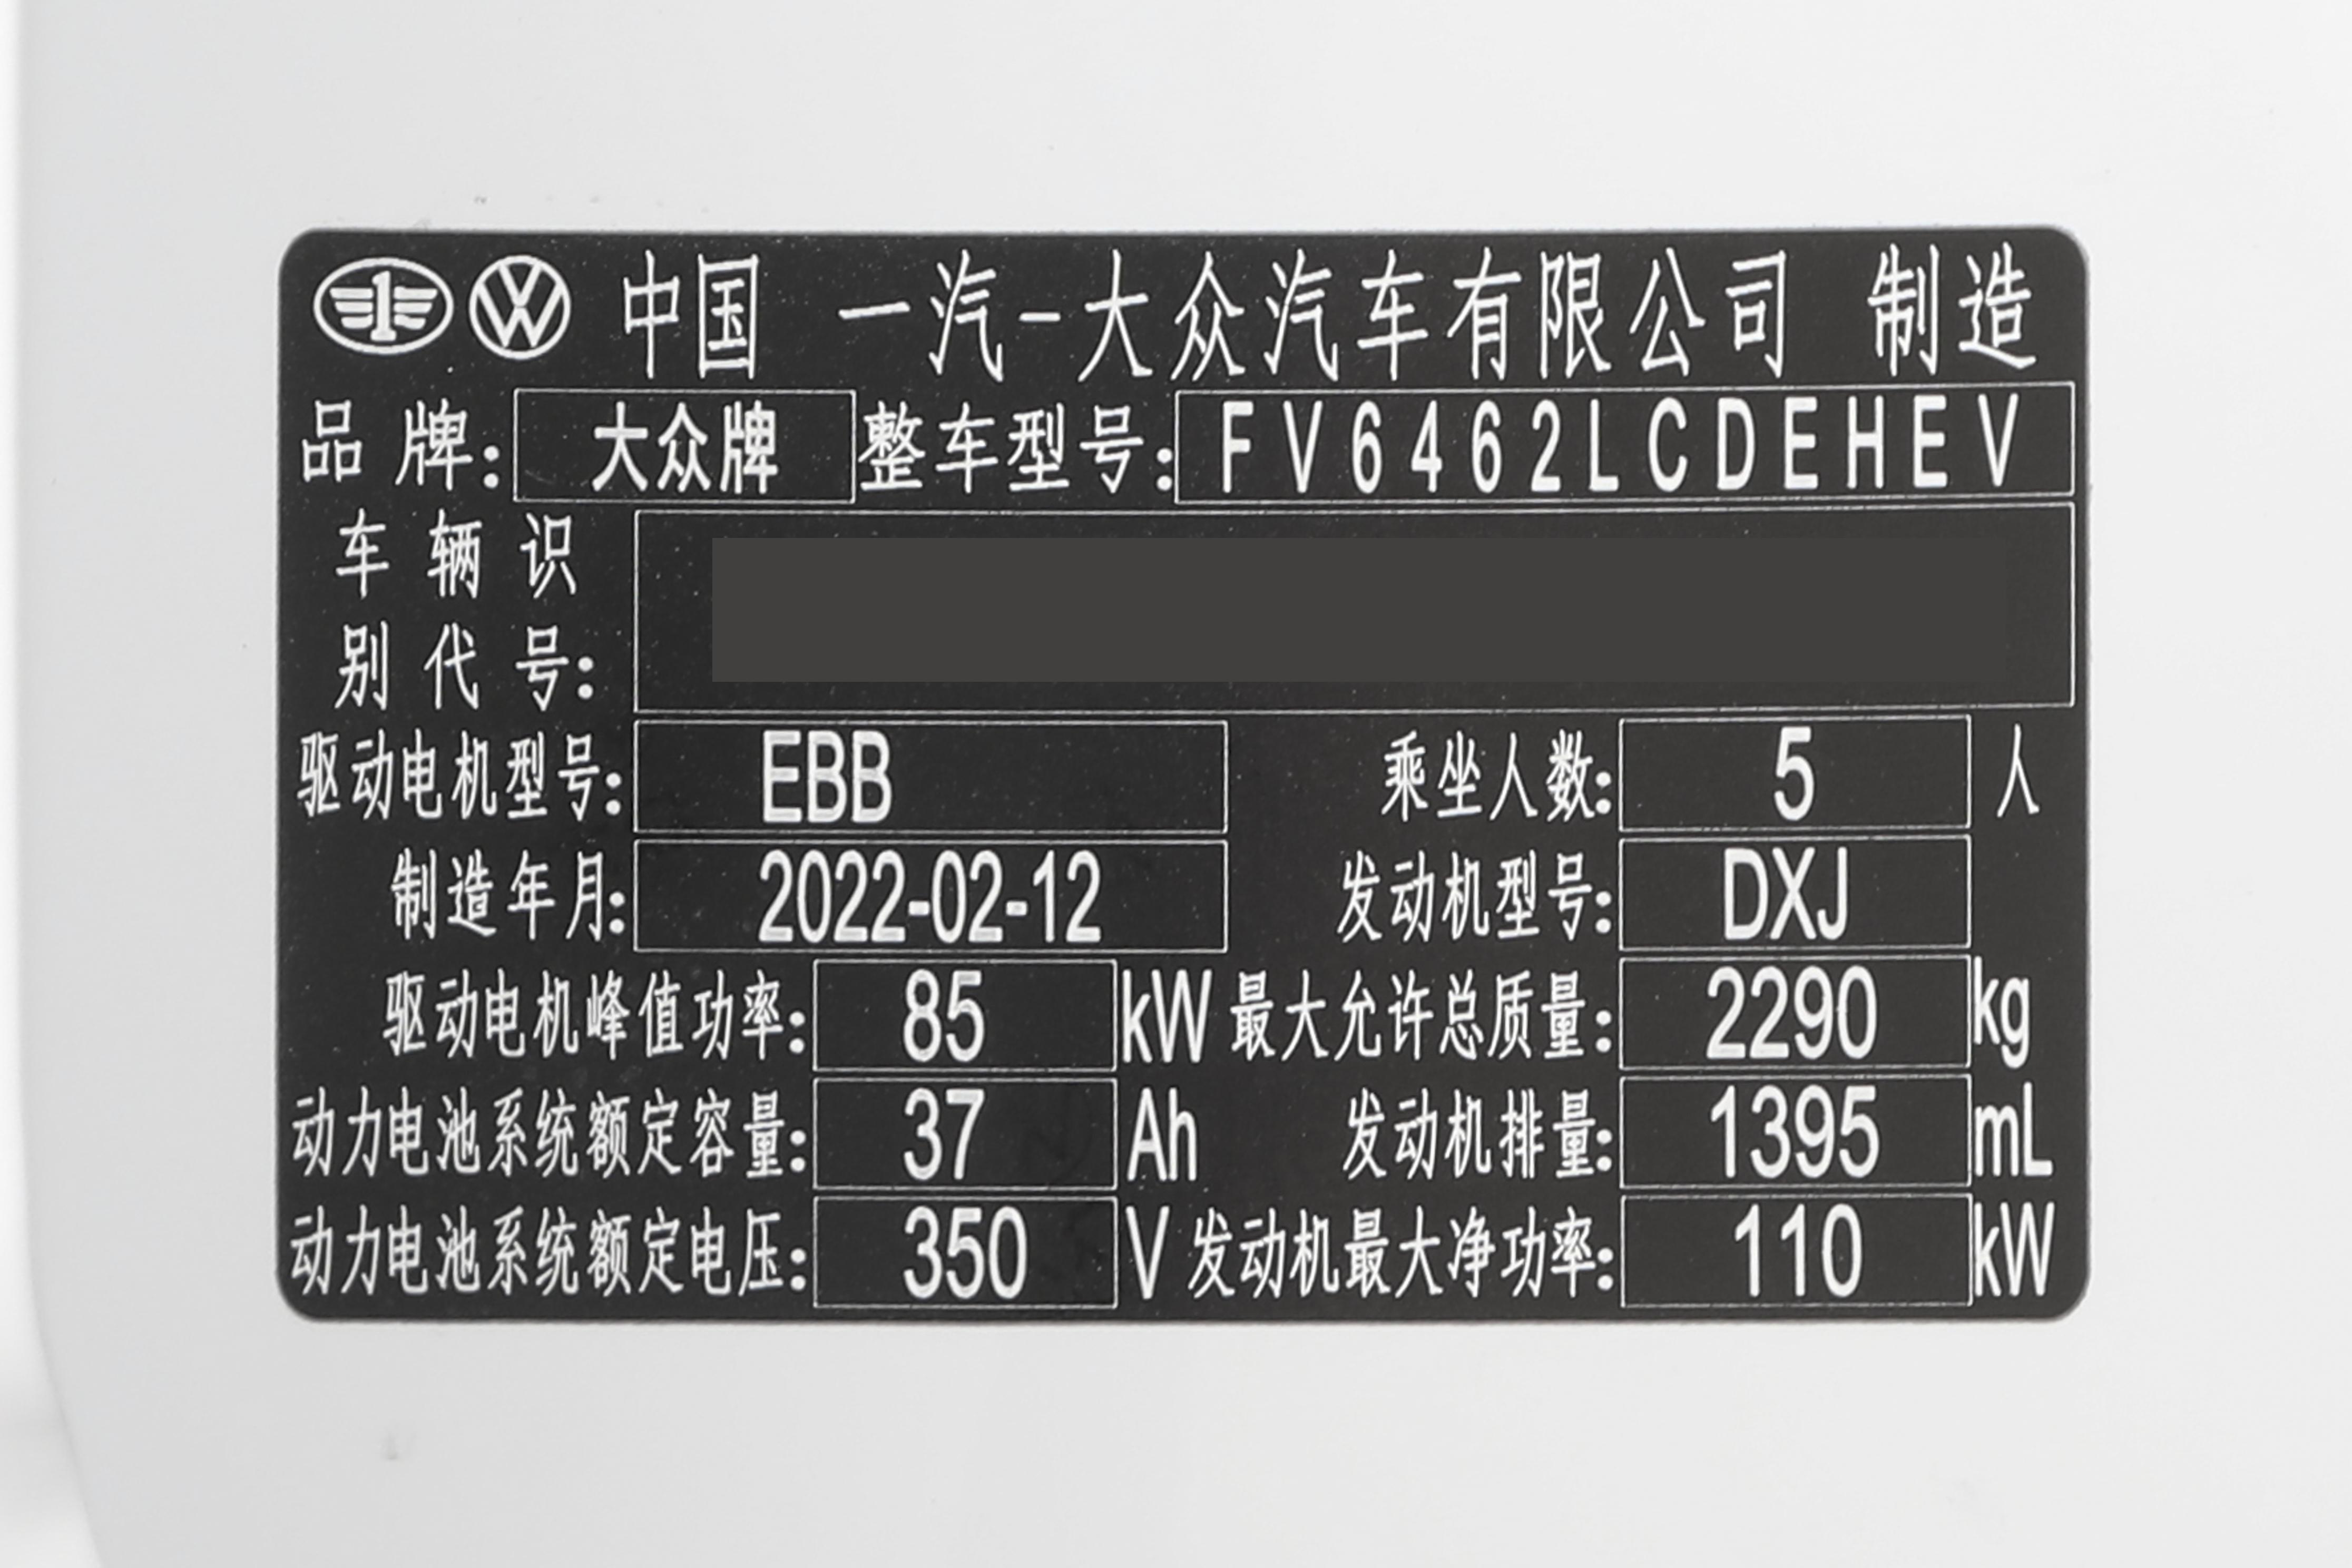 中国 一汽-大众汽车有限公司 制造
品牌: 大众牌 整车型号: FV6462LCDEHEV
车辆识
别代号:
驱动电机型号: EBB 乘坐人数: 5 人
制造年月: 2022-02-12 发动机型号: DXJ
驱动电机峰值功率: 85 kW 最大允许总质量: 2290 kg
动力电池系统额定容量: 37 Ah 发动机排量: 1395 mL
动力电池系统额定电压: 350 V 发动机最大净功率: 110 kW